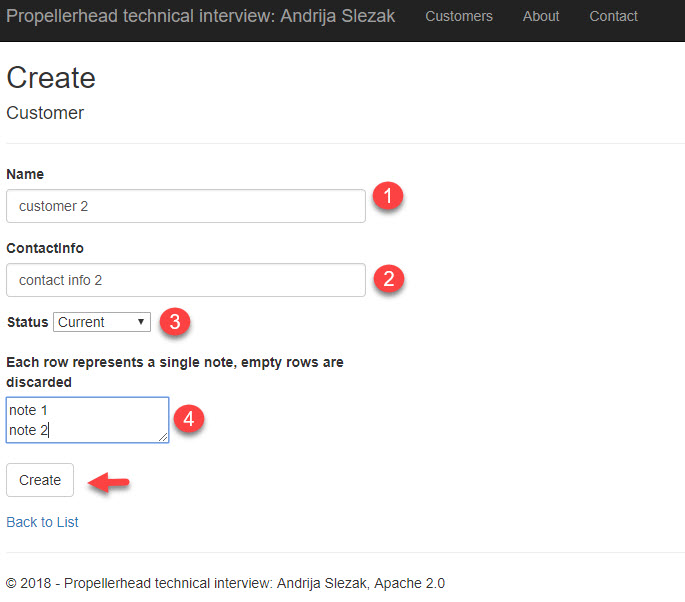 Propellerhead technical interview: Andrija Slezak Customers About Contact
Create
Customer
Name
customer 2 1
ContactInfo
contact info 2 2
Status Current 3
Each row represents a single note, empty rows are
discarded
note 1
note 2 4
Create
Back to List
© 2018 - Propellerhead technical interview: Andrija Slezak, Apache 2.0